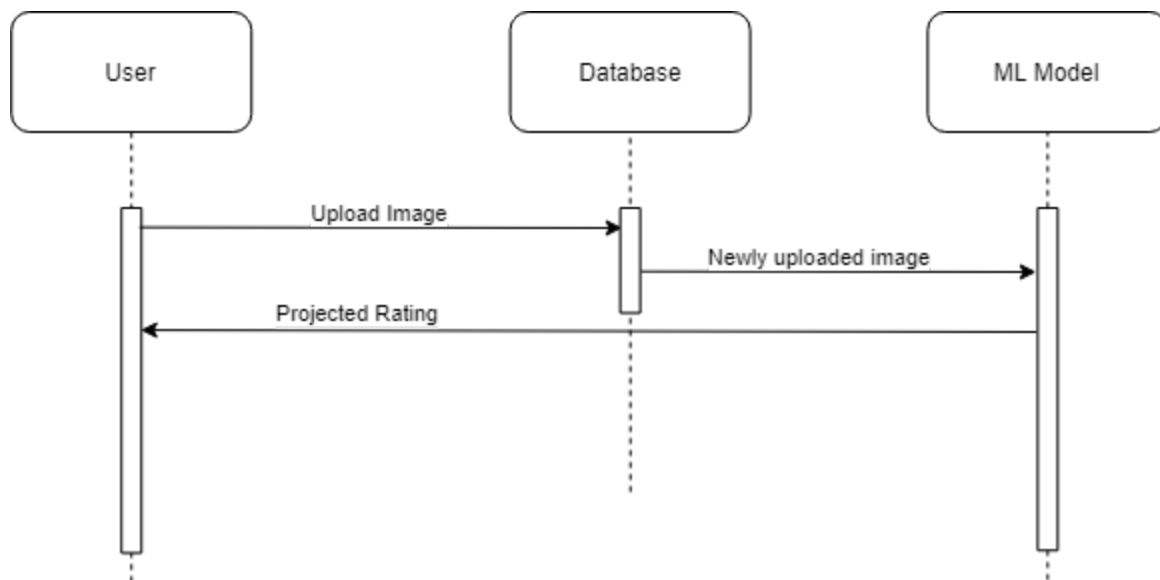 User
Database
ML Model
Upload Image
Newly uploaded image
Projected Rating